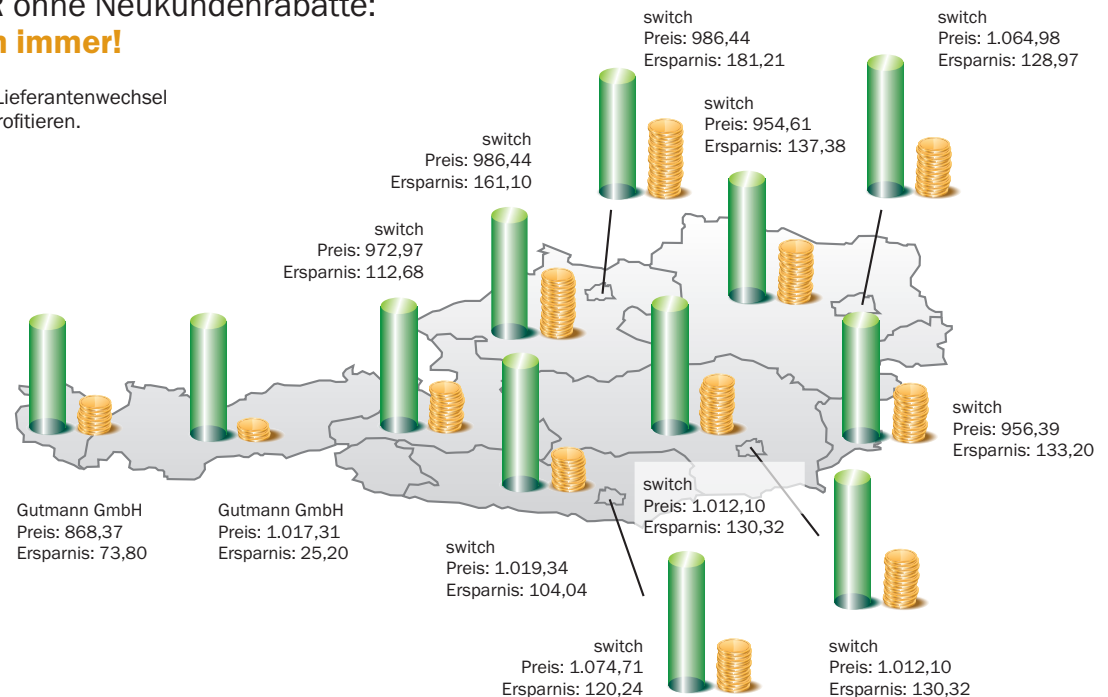 ohne Neukundenrabatte:
immer!
Lieferantenwechsel
switch
Preis: 986,44
Ersparnis: 181,21
switch
Preis: 1.064,98
Ersparnis: 128,97
switch
Preis: 954,61
Ersparnis: 137,38
switch
Preis: 986,44
Ersparnis: 161,10
switch
Preis: 972,97
Ersparnis: 112,68
switch
Preis: 956,39
Ersparnis: 133,20
Gutmann GmbH
Preis: 868,37
Ersparnis: 73,80
Gutmann GmbH
Preis: 1.017,31
Ersparnis: 25,20
switch
Preis: 1.012,10
Ersparnis: 130,32
switch
Preis: 1.019,34
Ersparnis: 104,04
switch
Preis: 1.074,71
Ersparnis: 120,24
switch
Preis: 1.012,10
Ersparnis: 130,32